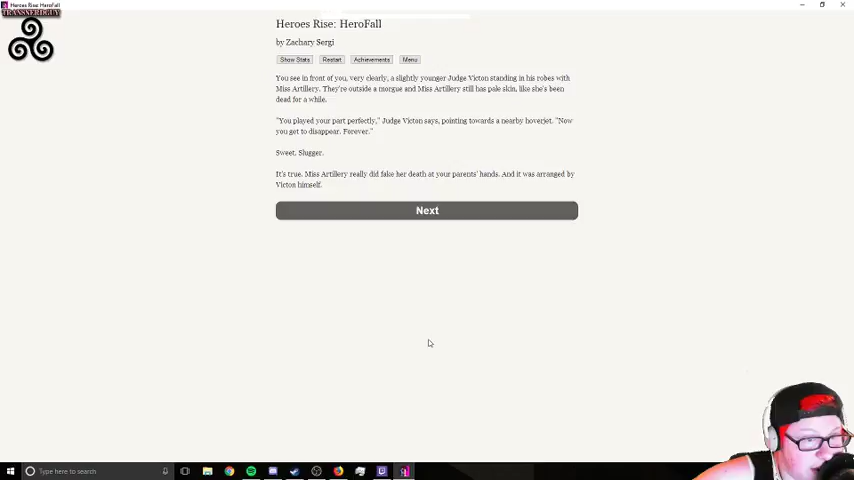 Heroes Rise: HeroFall
TRANSNERDGUY
Heroes Rise: HeroFall
by Zachary Sergi
Show Stats Restart Achievements Menu
You see in front of you, very clearly, a slightly younger Judge Victon standing in his robes with
Miss Artillery. They're outside a morgue and Miss Artillery still has pale skin, like she's been
dead for a while.
"You played your part perfectly," Judge Victon says, pointing towards a nearby hoverjet. "Now
you get to disappear. Forever."
Sweet. Slugger.
It's true. Miss Artillery really did fake her death at your parents' hands. And it was arranged by
Victon himself.
Next
Type here to search